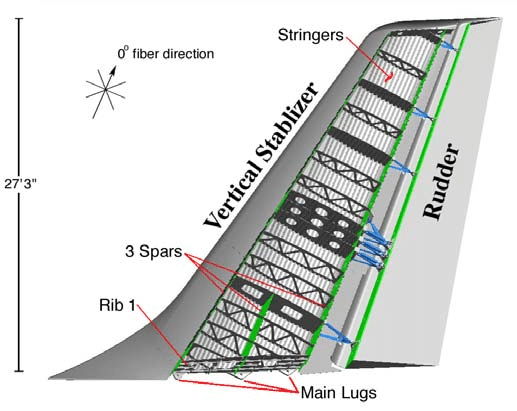 Stringers
0° fiber direction
Vertical Stablizer
27'3"
Rudder
3 Spars
Rib 1
Main Lugs